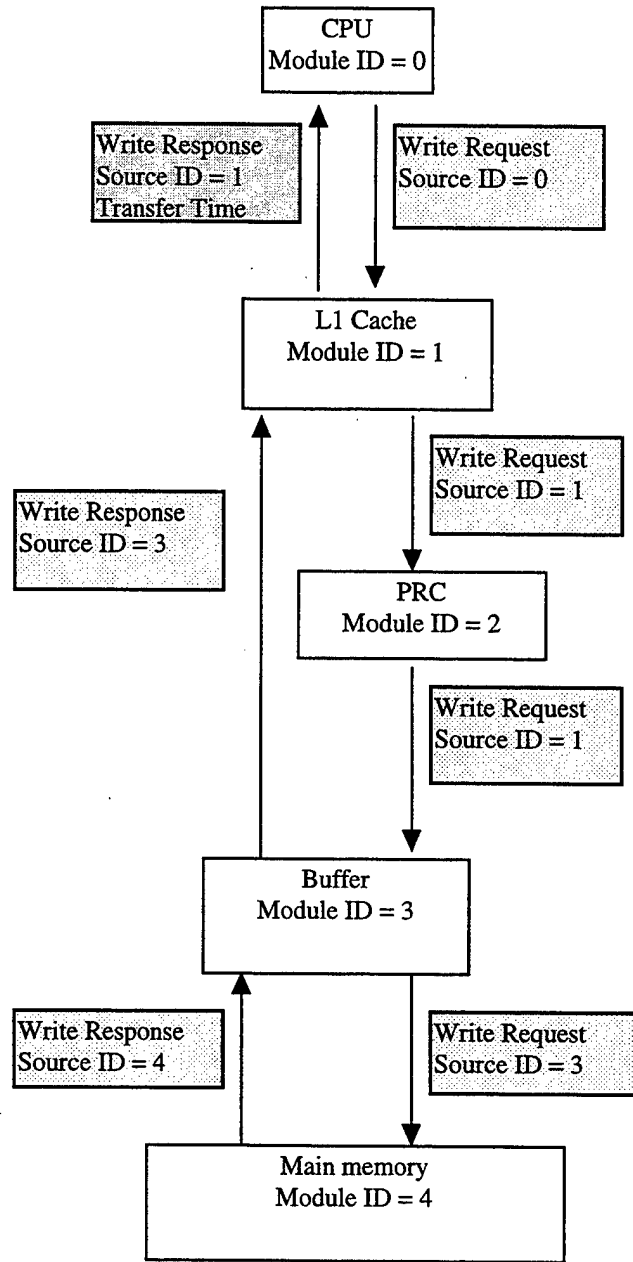 CPU
Module ID = 0
Write Response
Source ID = 1
Transfer Time
Write Request
Source ID = 0
L1 Cache
Module ID = 1
Write Request
Source ID = 1
Write Response
Source ID = 3
PRC
Module ID = 2
Write Request
Source ID = 1
Buffer
Module ID = 3
Write Response
Source ID = 4
Write Request
Source ID = 3
Main memory
Module ID = 4